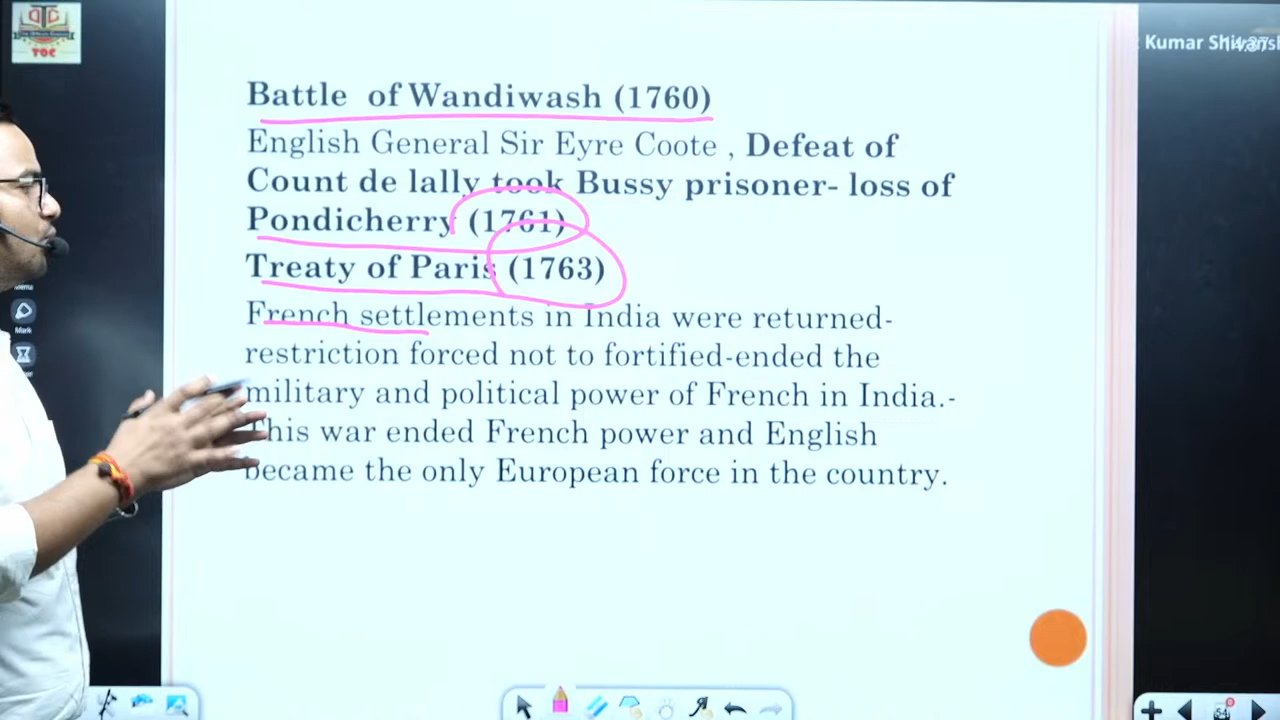 TOC
Kumar Shivansh
Battle of Wandiwash (1760)
English General Sir Eyre Coote , Defeat of
Count de lally took Bussy prisoner- loss of
Pondicherry (1761)
Treaty of Paris (1763)
French settlements in India were returned-
restriction forced not to fortified-ended the
military and political power of French in India.-
This war ended French power and English
became the only European force in the country.
Mark